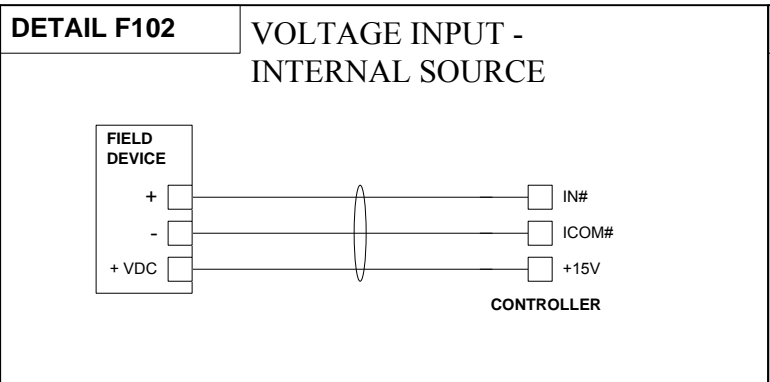 DETAIL F102
VOLTAGE INPUT -
INTERNAL SOURCE
FIELD
DEVICE
+
-
+ VDC
IN#
ICOM#
+15V
CONTROLLER